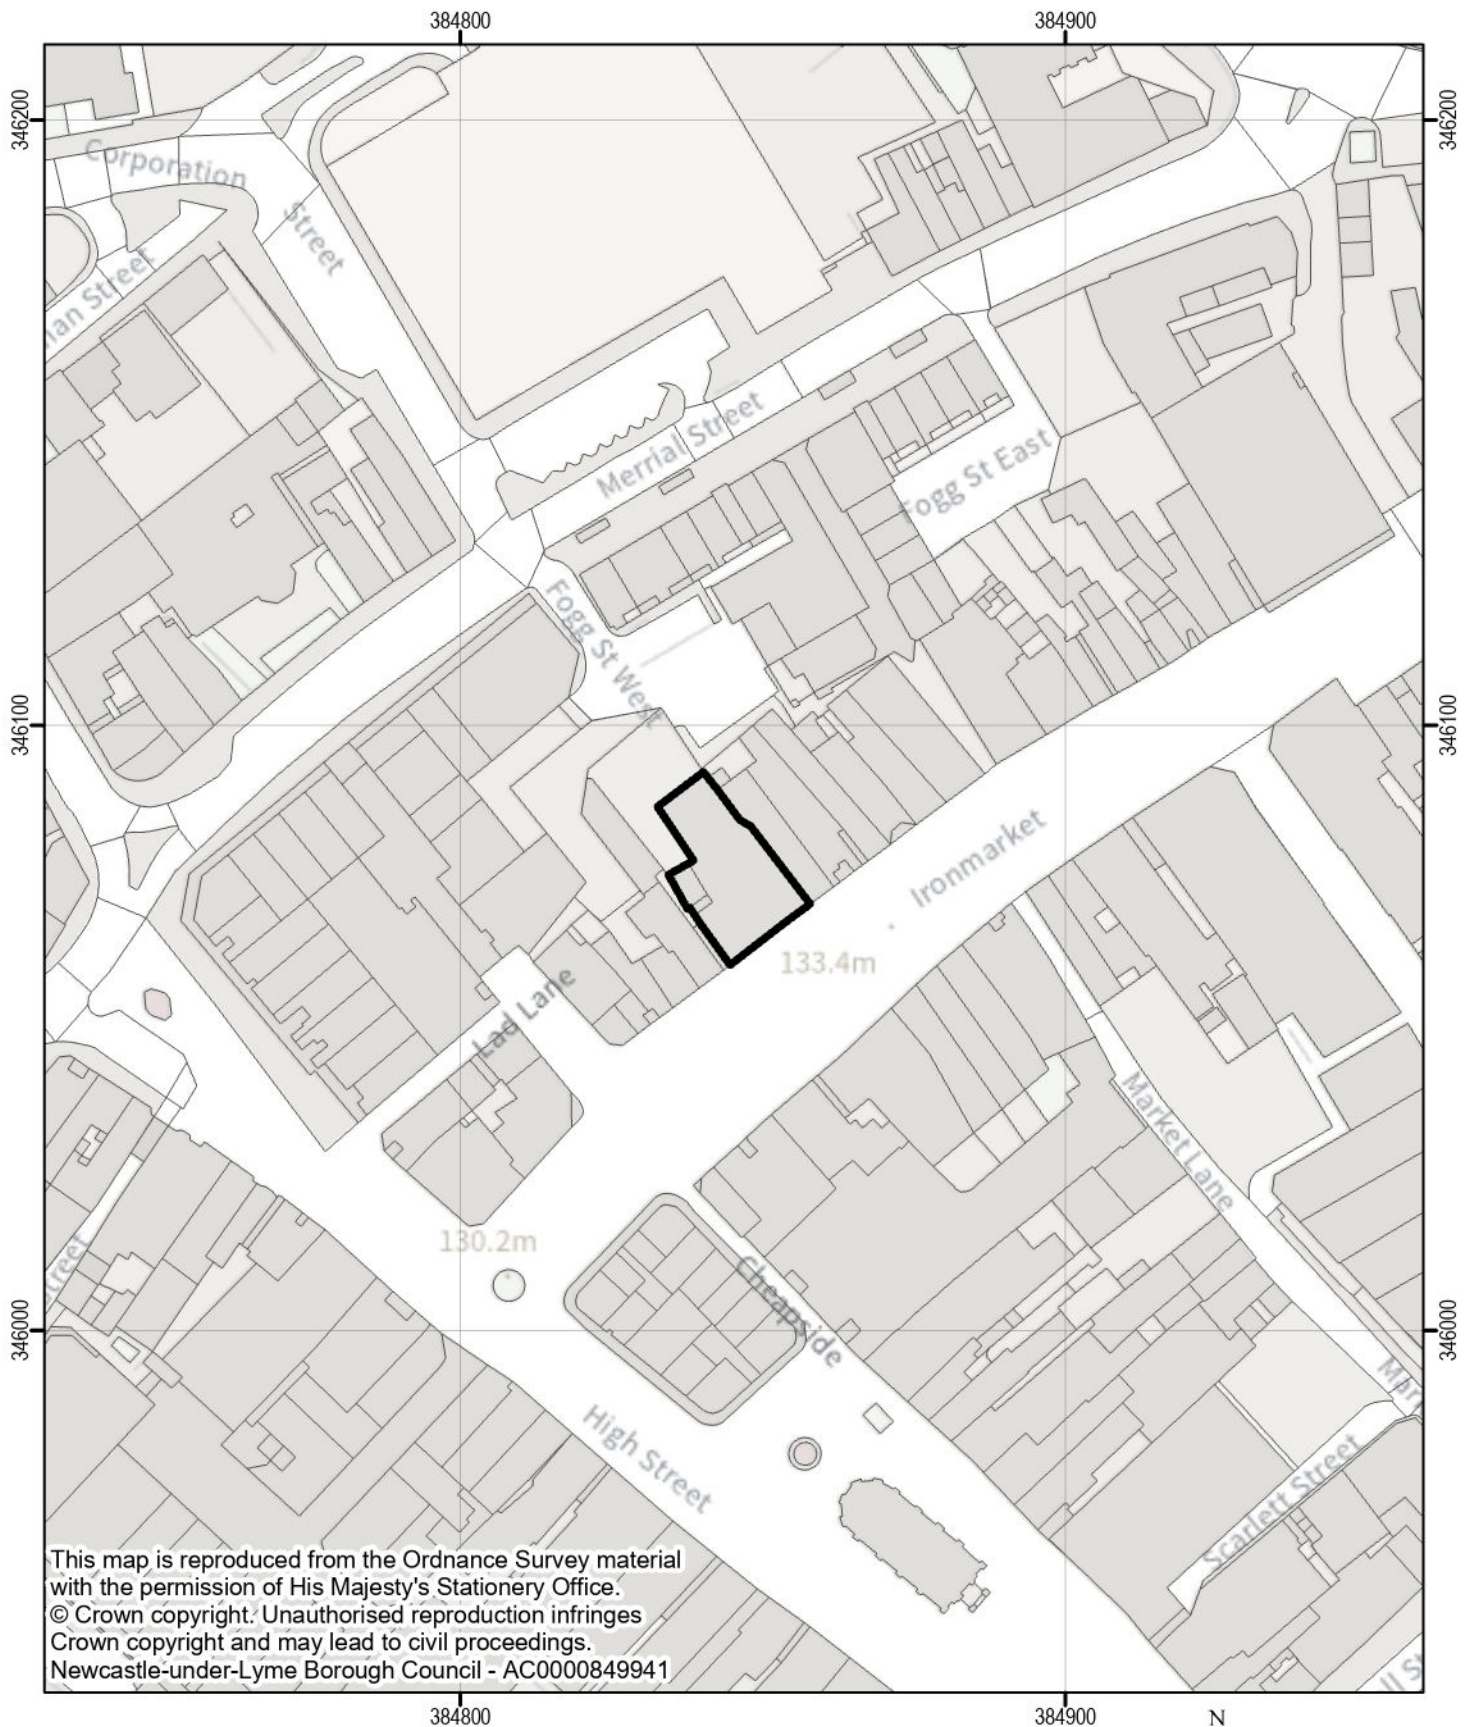 384800
384900
346200
346200
Corporation
Street
man Street
Merrial Street
Fogg St East
Fogg St West
346100
346100
Ironmarket
133.4m
Lad Lane
Market Lane
130.2m
Cheapside
Street
346000
346000
High Street
Scarlett Street
This map is reproduced from the Ordnance Survey material
with the permission of His Majesty's Stationery Office.
© Crown copyright. Unauthorised reproduction infringes
Crown copyright and may lead to civil proceedings.
Newcastle-under-Lyme Borough Council - AC0000849941
384800
384900
N